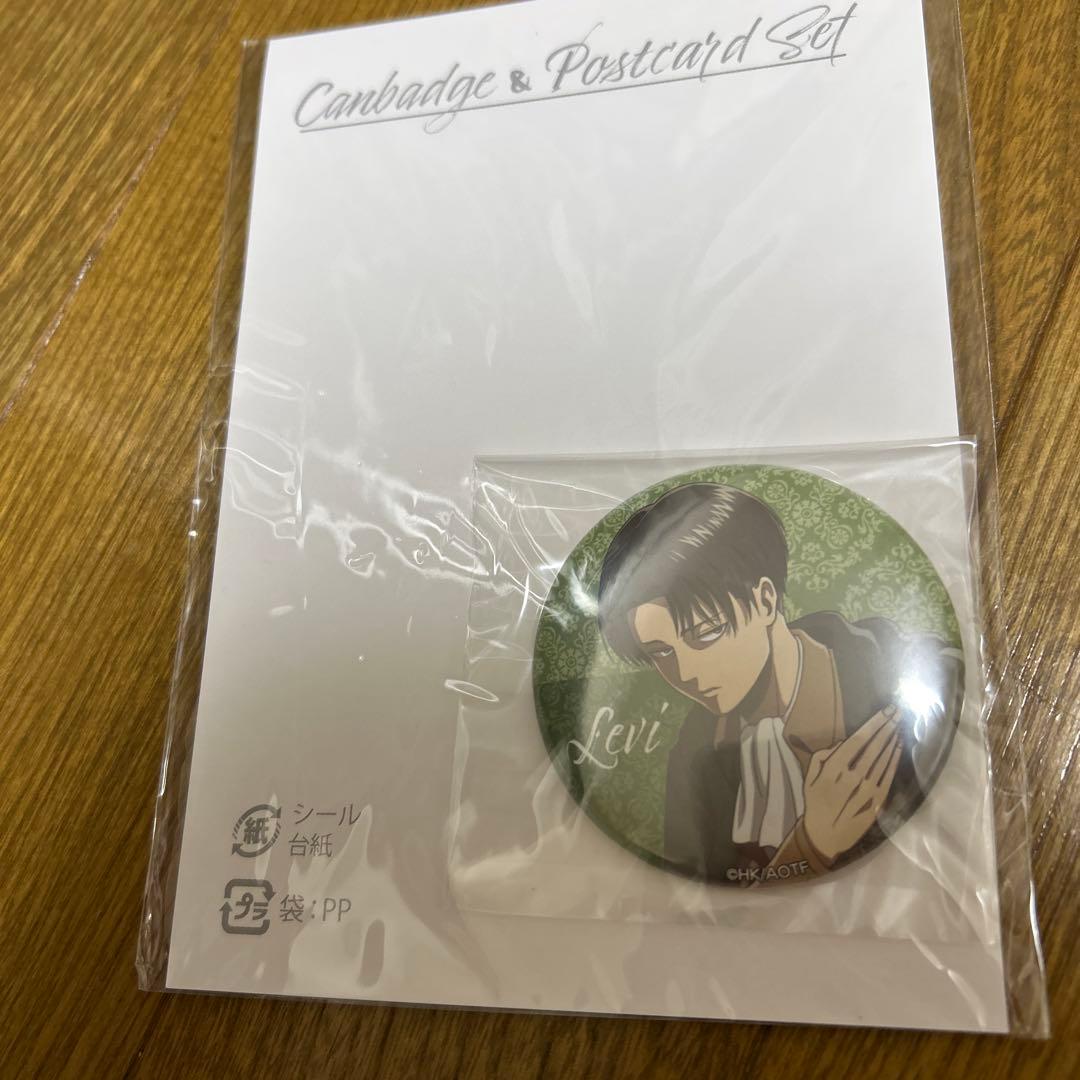 Canbadge & Postcard Set
Levi
©HK/AOTF
紙 シール
台紙
プラ 袋:PP